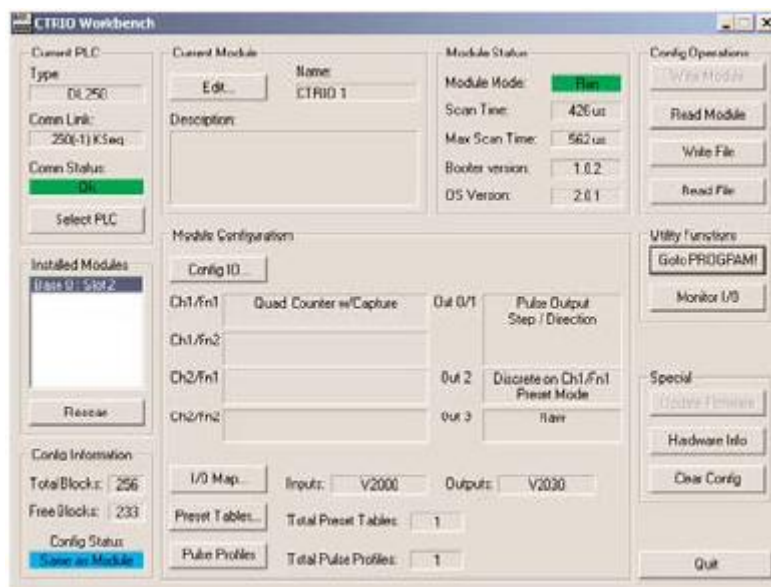 CTRIO Workbench
Current PLC
Type
DL250
Comm Link:
250(-1) KSeq
Comm Status:
Ok
Select PLC
Installed Modules
Base 0 : Slot 2
Rescan
Config Information
Total Blocks: 256
Free Blocks: 233
Config Status
Same as Module
Current Module
Edit...
Name:
CTRIO 1
Description:
Module Status
Module Mode: Run
Scan Time: 426 us
Max Scan Time: 562 us
Booter version: 1.0.2
OS Version: 2.0.1
Module Configuration
Config IO...
Ch1/Fn1 Quad Counter w/Capture
Ch1/Fn2
Ch2/Fn1
Ch2/Fn2
Out 0/1 Pulse Output
Step / Direction
Out 2 Discrete on Ch1/Fn1
Preset Mode
Out 3 Raw
I/O Map... Inputs: V2000 Outputs: V2030
Preset Tables... Total Preset Tables: 1
Pulse Profiles Total Pulse Profiles: 1
Config Operations
Write Module
Read Module
Write File
Read File
Utility Functions
Goto PROGRAM!
Monitor I/O
Special
Update Firmware
Hardware Info
Clear Config
Quit